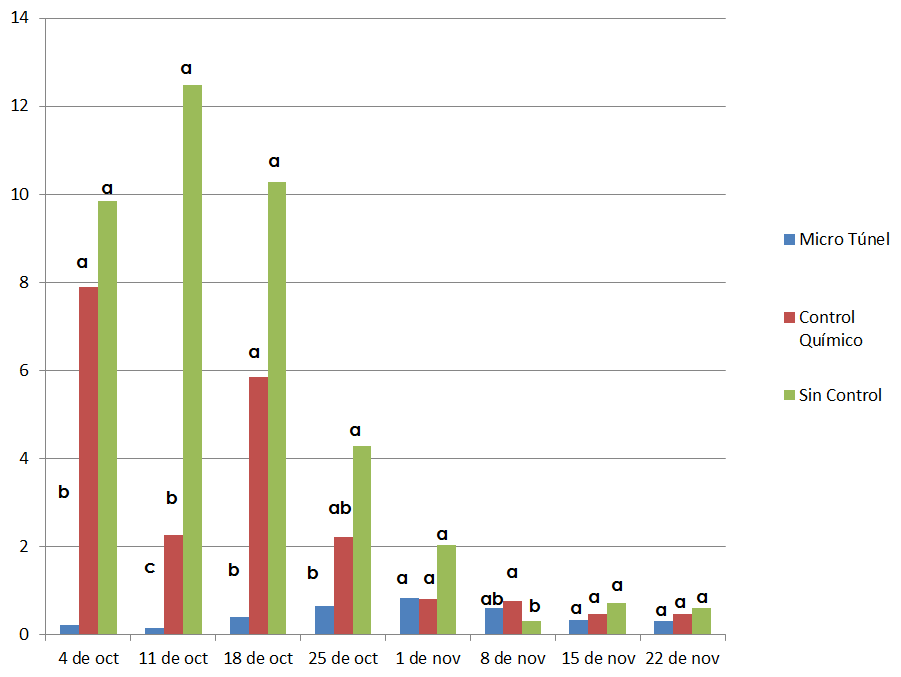 14
12
10
8
6
4
2
0
a
a
a
a
a
a
b
b
ab
a
c
b
b
a
a
ab
a
b
a
a
a
a
a
a
4 de oct
11 de oct
18 de oct
25 de oct
1 de nov
8 de nov
15 de nov
22 de nov
Micro Túnel
Control
Químico
Sin Control